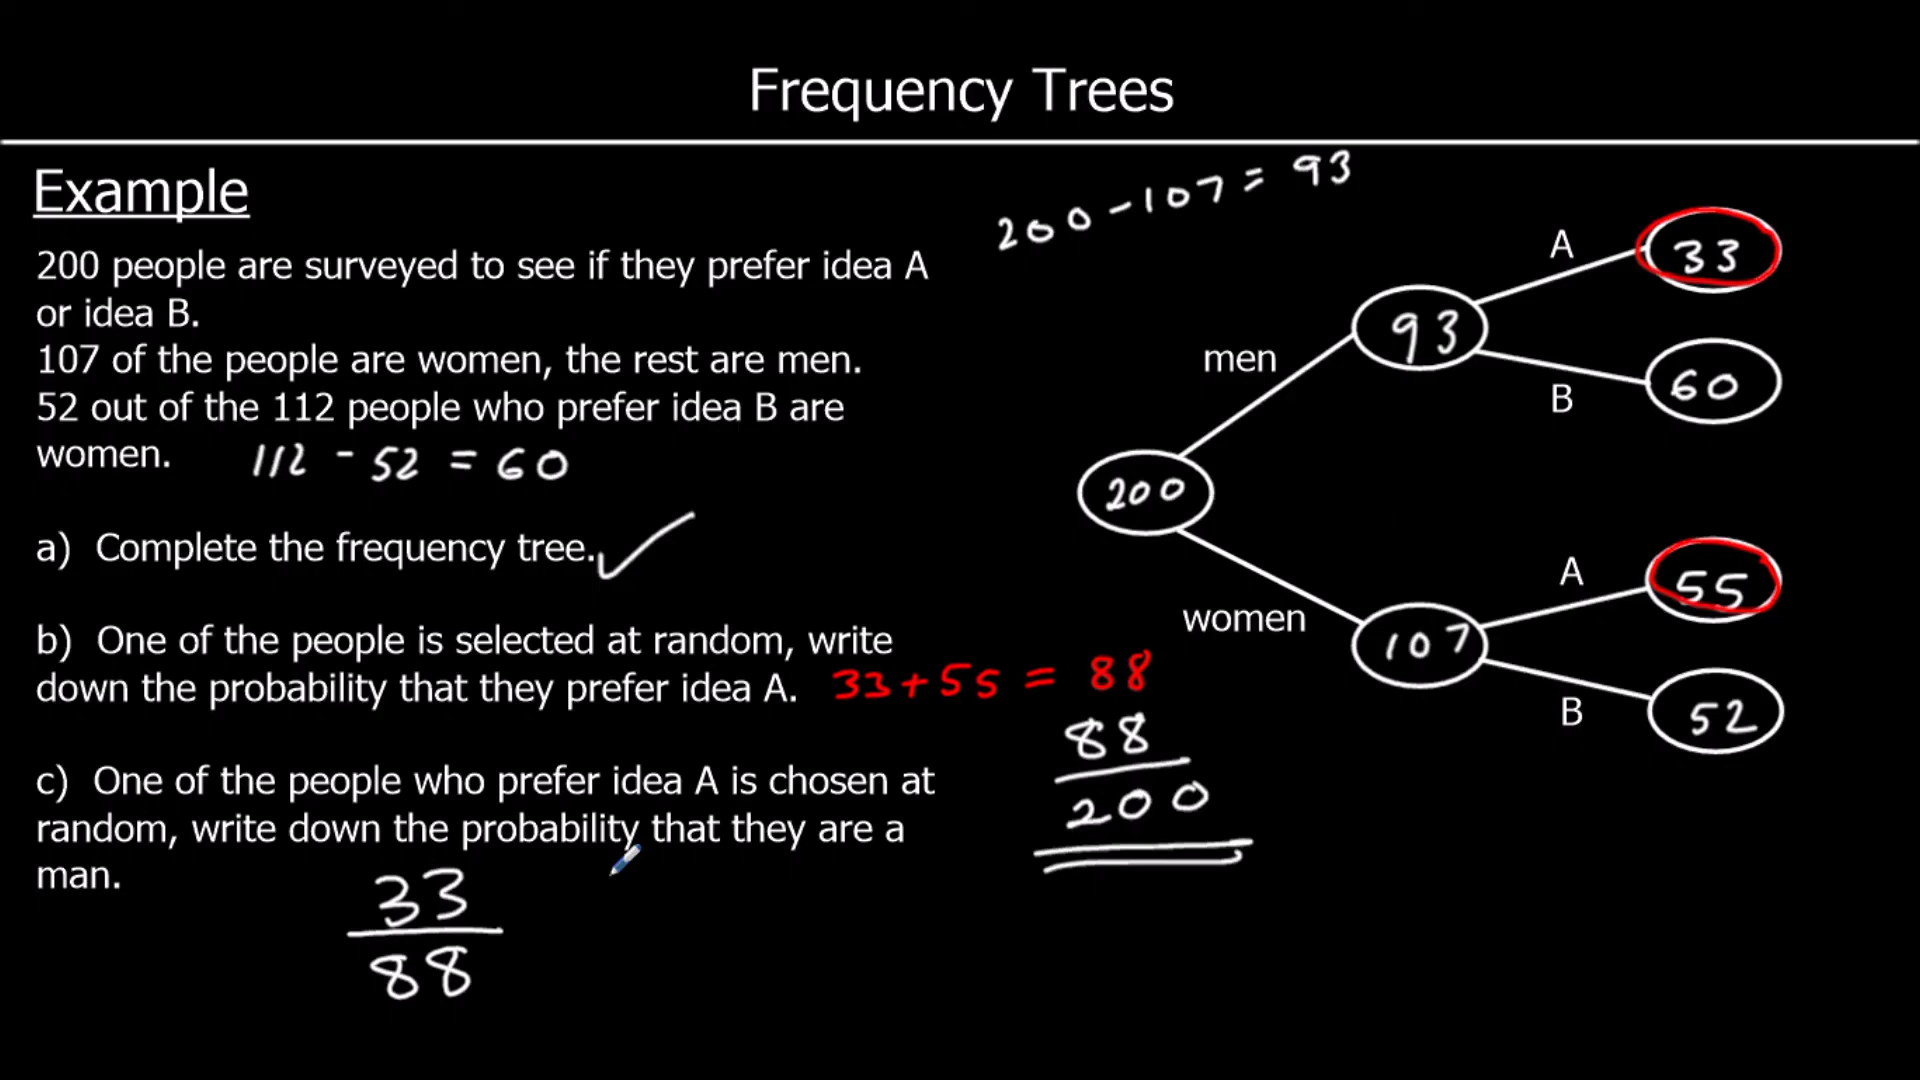 Frequency Trees
Example
200 people are surveyed to see if they prefer idea A
or idea B.
107 of the people are women, the rest are men.
52 out of the 112 people who prefer idea B are
women. 112 - 52 = 60
a) Complete the frequency tree.
b) One of the people is selected at random, write
down the probability that they prefer idea A. 33+55 = 88
88
200
c) One of the people who prefer idea A is chosen at
random, write down the probability that they are a
man.
33
88
200 - 107 = 93
A
33
93
men
B
60
200
A
55
women
107
B
52